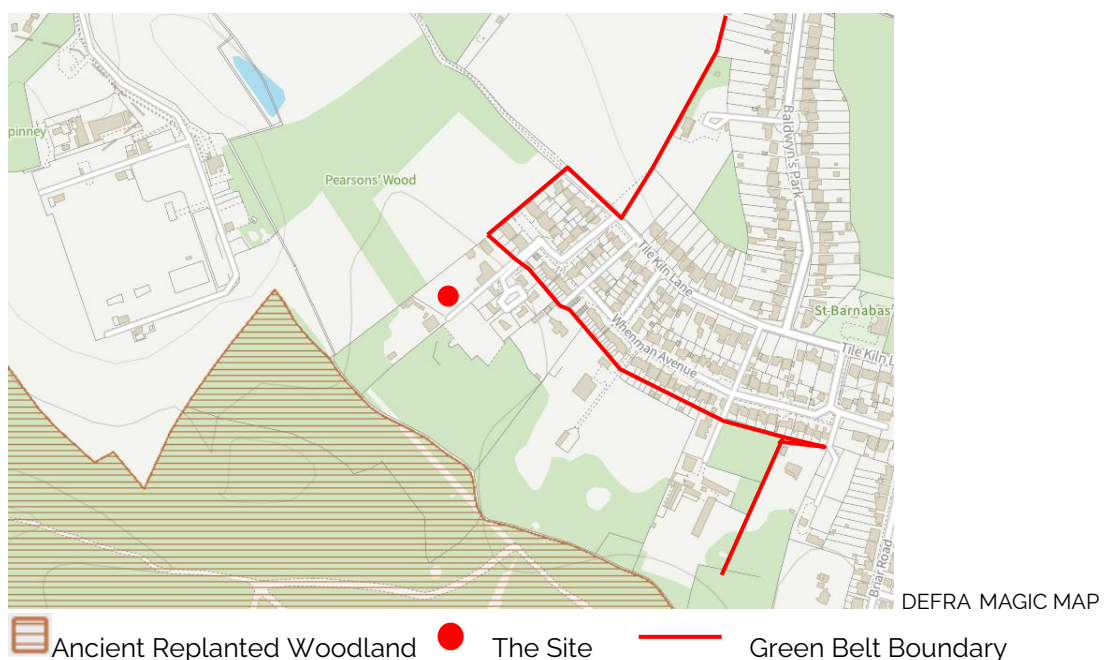 pinney
Pearsons' Wood
Baldwyn's Park
Tile Kiln Lane
St-Barnabas'
Whenman Avenue
Tile Kiln L
Briar Road
DEFRA MAGIC MAP
Ancient Replanted Woodland The Site Green Belt Boundary